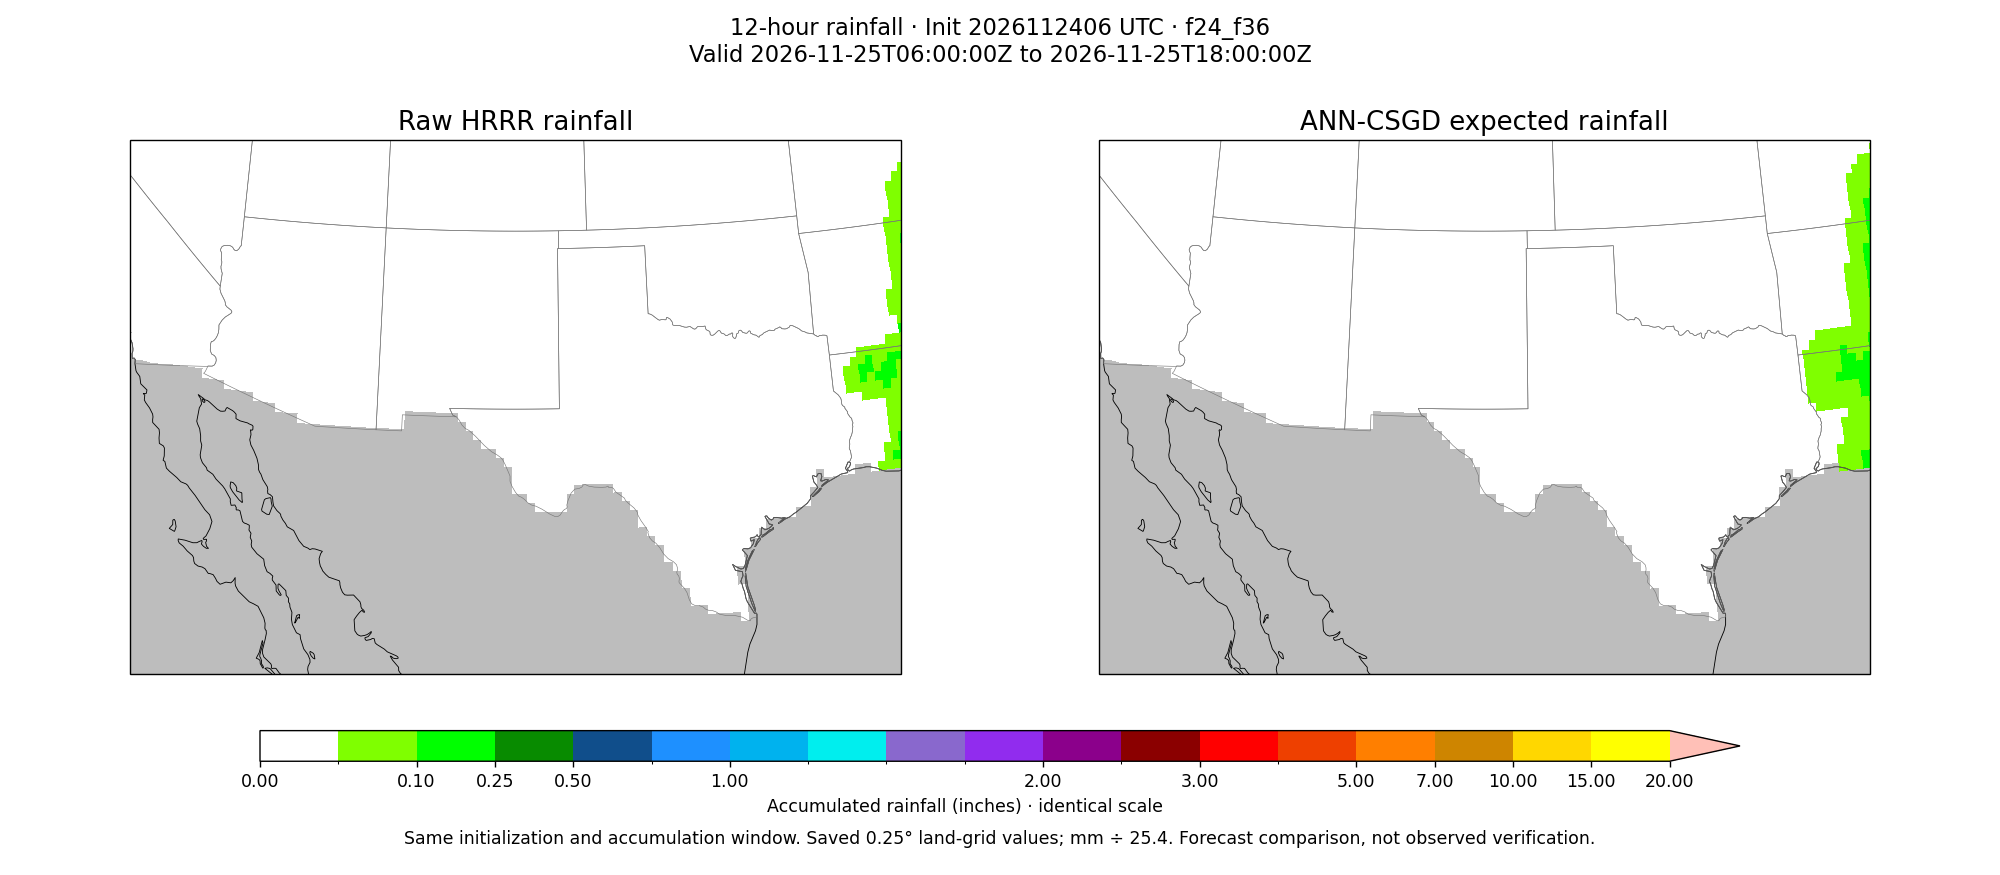 12-hour rainfall · Init 2026112406 UTC · f24_f36
Valid 2026-11-25T06:00:00Z to 2026-11-25T18:00:00Z
Raw HRRR rainfall
ANN-CSGD expected rainfall
0.00 0.10 0.25 0.50 1.00 2.00 3.00 5.00 7.00 10.00 15.00 20.00
Accumulated rainfall (inches) · identical scale
Same initialization and accumulation window. Saved 0.25° land-grid values; mm ÷ 25.4. Forecast comparison, not observed verification.